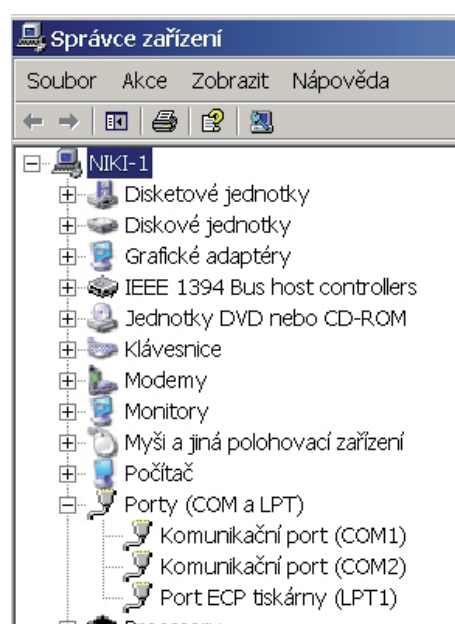 Správce zařízení
Soubor Akce Zobrazit Nápověda
NIKI-1
Disketové jednotky
Diskové jednotky
Grafické adaptéry
IEEE 1394 Bus host controllers
Jednotky DVD nebo CD-ROM
Klávesnice
Modemy
Monitory
Myši a jiná polohovací zařízení
Počítač
Porty (COM a LPT)
Komunikační port (COM1)
Komunikační port (COM2)
Port ECP tiskárny (LPT1)